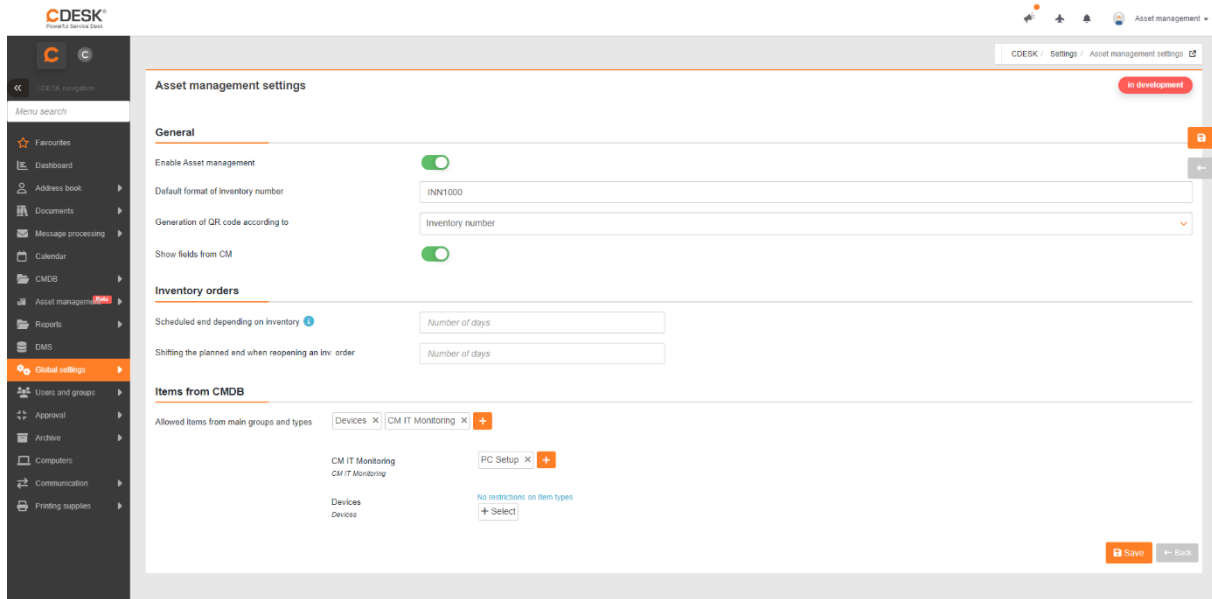 CDESK®
Powerful Service Desk
Asset management
C C
CDESK navigation
CDESK / Settings / Asset management settings
Menu search
Asset management settings
in development
Favourites
Dashboard
Address book
Documents
Message processing
Calendar
CMDB
Asset management Beta
Reports
DMS
Global settings
Users and groups
Approval
Archive
Computers
Communication
Printing supplies
General
Enable Asset management
Default format of inventory number INN1000
Generation of QR code according to Inventory number
Show fields from CM
Inventory orders
Scheduled end depending on inventory i Number of days
Shifting the planned end when reopening an inv. order Number of days
Items from CMDB
Allowed Items from main groups and types Devices × CM IT Monitoring × +
CM IT Monitoring PC Setup × +
CM IT Monitoring
Devices No restrictions on Item types
Devices + Select
Save ← Back